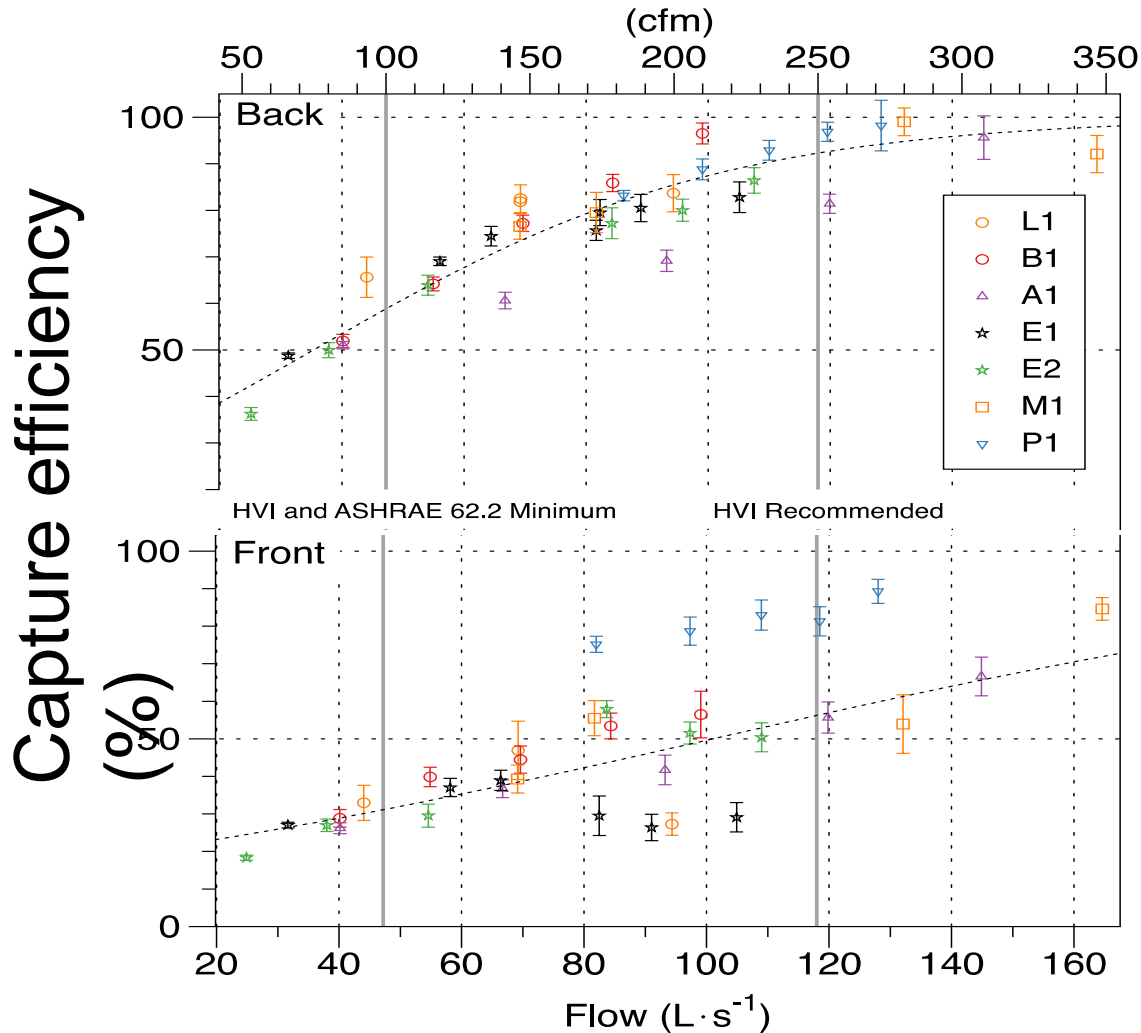 (cfm)
50 100 150 200 250 300 350
Back
100
50
L1
B1
A1
E1
E2
M1
P1
HVI and ASHRAE 62.2 Minimum
HVI Recommended
Front
100
50
0
20 40 60 80 100 120 140 160
Flow (L·s⁻¹)
Capture efficiency
(%)